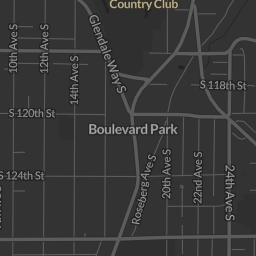 Country Club
Glendale Way S
10th Ave S
12th Ave S
14th Ave S
S 118th St
S 120th St
Boulevard Park
S 124th St
Roseberg Ave S
20th Ave S
22nd Ave S
24th Ave S